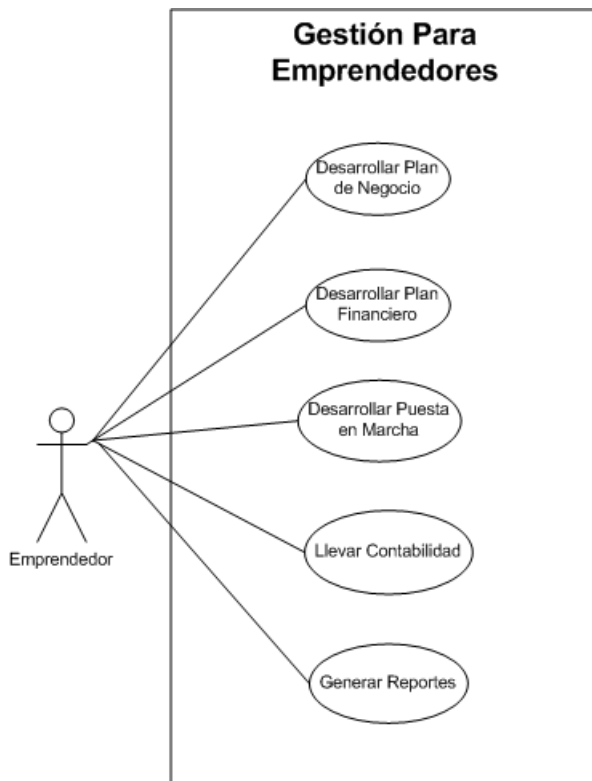 Gestión Para
Emprendedores
Desarrollar Plan
de Negocio
Desarrollar Plan
Financiero
Desarrollar Puesta
en Marcha
Llevar Contabilidad
Emprendedor
Generar Reportes